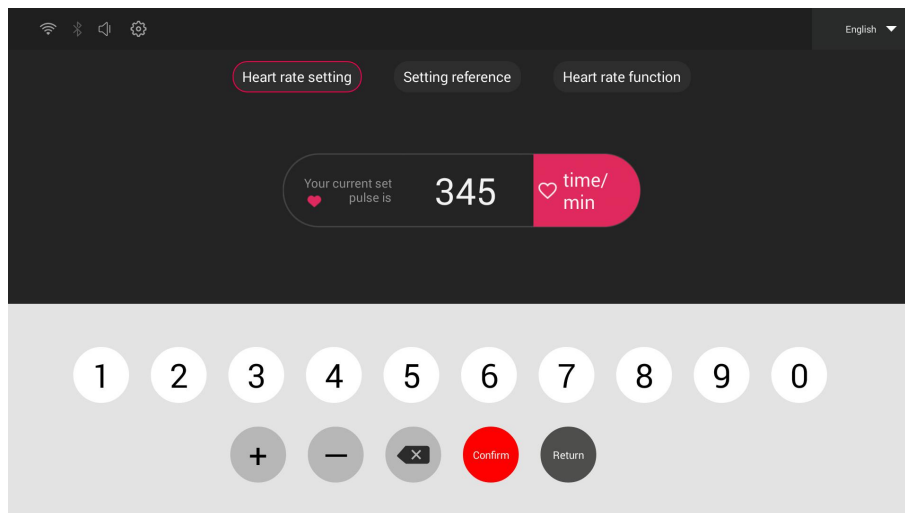 English
Heart rate setting Setting reference Heart rate function
Your current set
pulse is
345
time/
min
1 2 3 4 5 6 7 8 9 0
+ — Confirm Return